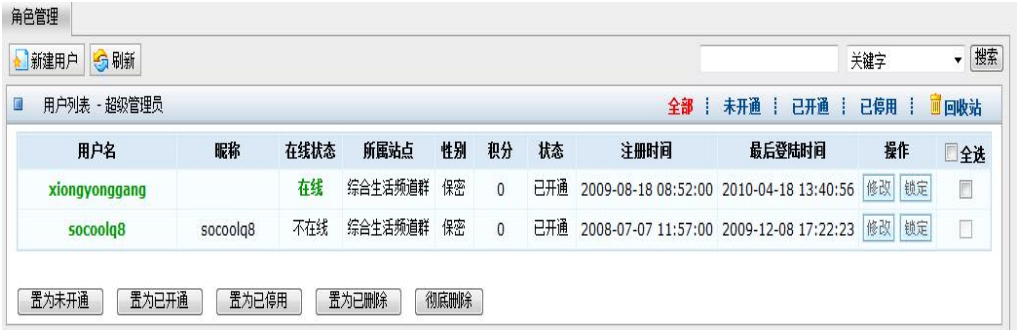 角色管理
新建用户 刷新 关键字 搜索
用户列表 - 超级管理员 全部 ┊ 未开通 ┊ 已开通 ┊ 已停用 ┊ 回收站
用户名 昵称 在线状态 所属站点 性别 积分 状态 注册时间 最后登陆时间 操作 全选
xiongyonggang 在线 综合生活频道群 保密 0 已开通 2009-08-18 08:52:00 2010-04-18 13:40:56 修改 锁定
socoolq8 socoolq8 不在线 综合生活频道群 保密 0 已开通 2008-07-07 11:57:00 2009-12-08 17:22:23 修改 锁定
置为未开通 置为已开通 置为已停用 置为已删除 彻底删除